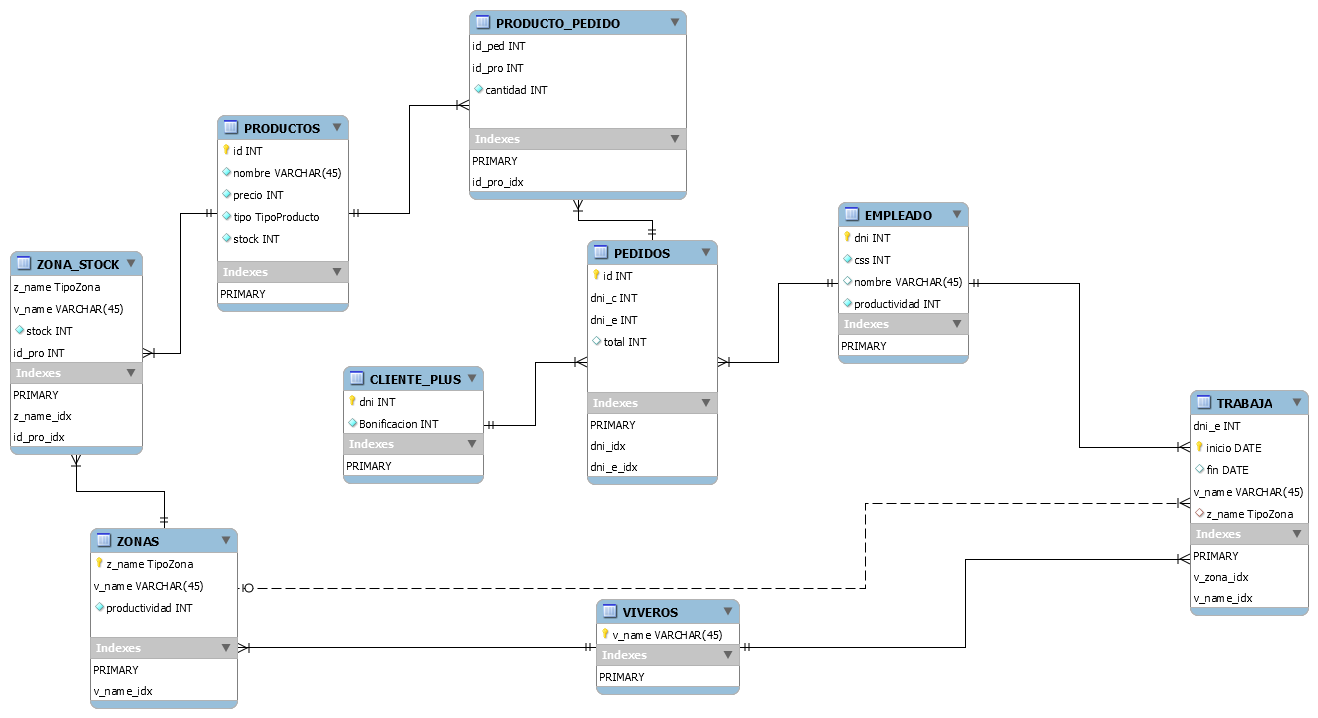 PRODUCTO_PEDIDO
id_ped INT
id_pro INT
cantidad INT
Indexes
PRIMARY
id_pro_idx
PRODUCTOS
id INT
nombre VARCHAR(45)
precio INT
tipo TipoProducto
stock INT
Indexes
PRIMARY
ZONA_STOCK
z_name TipoZona
v_name VARCHAR(45)
stock INT
id_pro INT
Indexes
PRIMARY
z_name_idx
id_pro_idx
PEDIDOS
id INT
dni_c INT
dni_e INT
total INT
Indexes
PRIMARY
dni_idx
dni_e_idx
EMPLEADO
dni INT
css INT
nombre VARCHAR(45)
productividad INT
Indexes
PRIMARY
CLIENTE_PLUS
dni INT
Bonificacion INT
Indexes
PRIMARY
TRABAJA
dni_e INT
inicio DATE
fin DATE
v_name VARCHAR(45)
z_name TipoZona
Indexes
PRIMARY
v_zona_idx
v_name_idx
ZONAS
z_name TipoZona
v_name VARCHAR(45)
productividad INT
Indexes
PRIMARY
v_name_idx
VIVEROS
v_name VARCHAR(45)
Indexes
PRIMARY